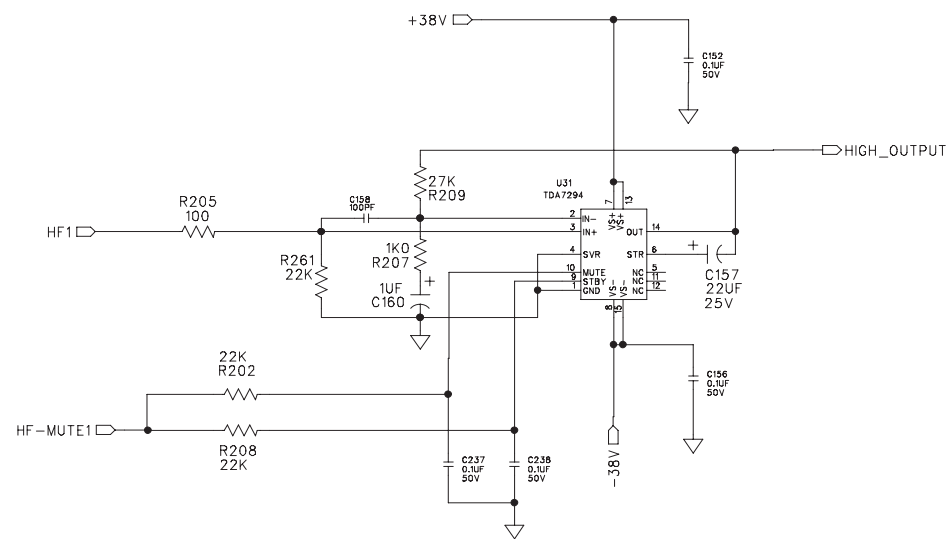 +38V
C152
0.1UF
50V
HIGH_OUTPUT
27K
R209
U31
TDA7294
7
13
VS+
VS+
C158
100PF
R205
100
HF1
2
IN-
3
IN+
OUT
14
1K0
R207
4
SVR
STR
6
+
C157
22UF
25V
R261
22K
+
1UF
C160
10
MUTE
9
STBY
1
GND
NC
5
NC
11
NC
12
VS-
VS-
8
15
22K
R202
C156
0.1UF
50V
HF-MUTE1
R208
22K
-38V
C237
0.1UF
50V
C238
0.1UF
50V